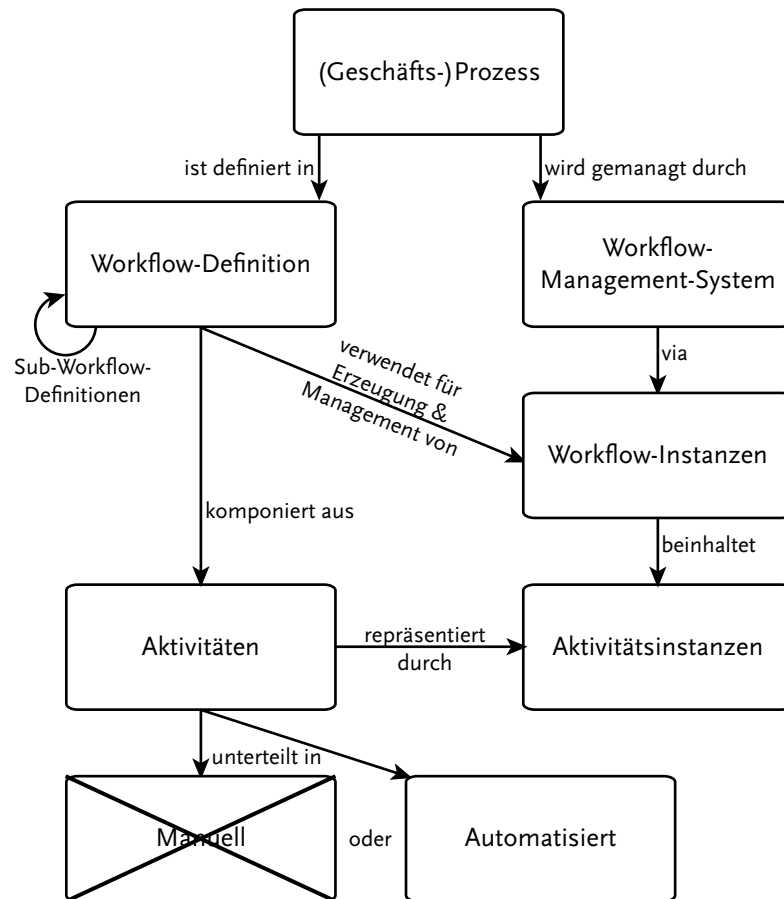 (Geschäfts-)Prozess
ist definiert in
wird gemanagt durch
Workflow-Definition
Workflow-
Management-System
Sub-Workflow-
Definitionen
verwendet für
Erzeugung &
Management von
via
Workflow-Instanzen
komponiert aus
beinhaltet
Aktivitäten
repräsentiert
durch
Aktivitätsinstanzen
unterteilt in
Manuell
oder
Automatisiert